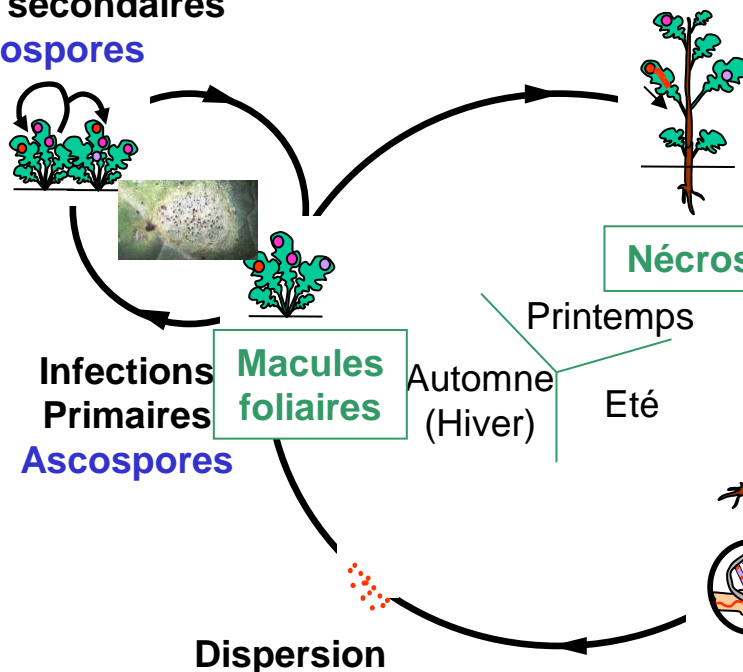 secondaires
ospores
Nécros
Printemps
Infections
Primaires
Ascospores
Macules
foliaires
Automne
(Hiver)
Eté
Dispersion